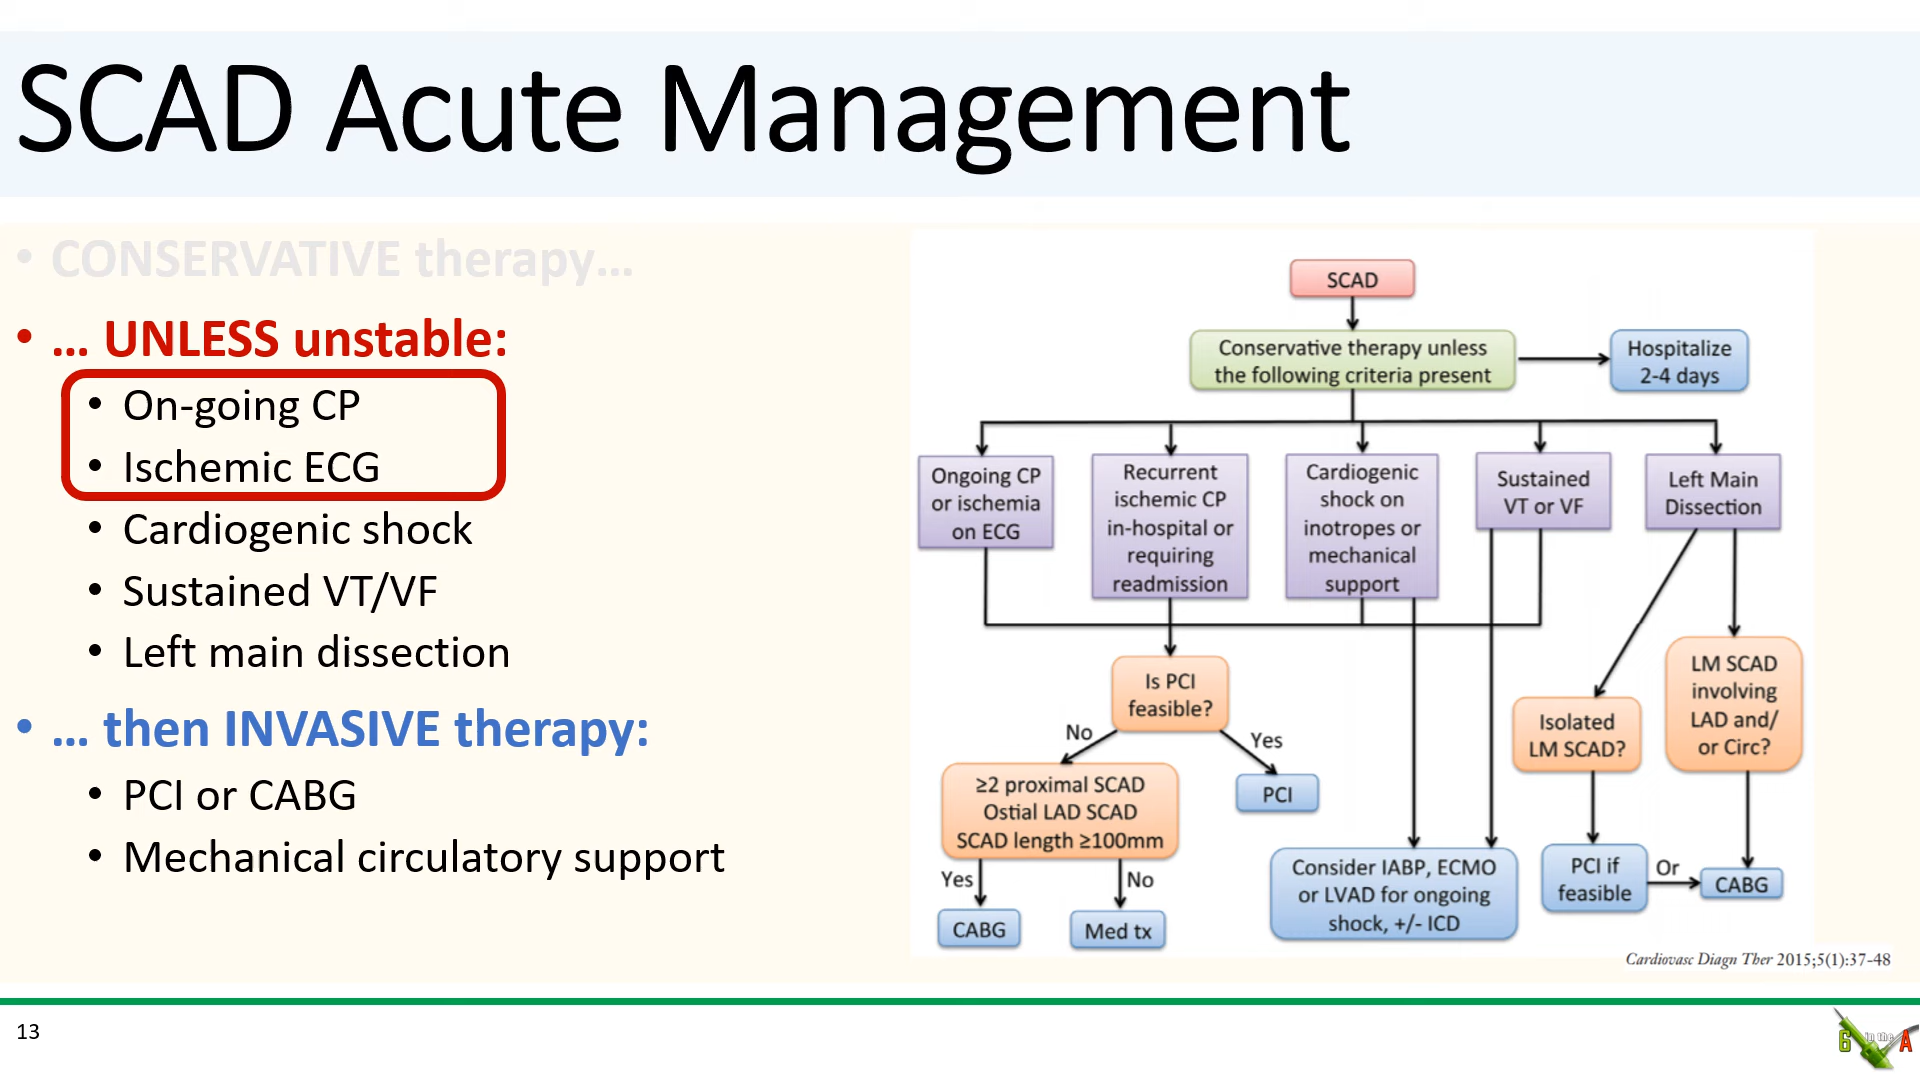 SCAD Acute Management
• CONSERVATIVE therapy...
• ... UNLESS unstable:
• On-going CP
• Ischemic ECG
• Cardiogenic shock
• Sustained VT/VF
• Left main dissection
• ... then INVASIVE therapy:
• PCI or CABG
• Mechanical circulatory support
SCAD
Conservative therapy unless
the following criteria present
Hospitalize
2-4 days
Ongoing CP
or ischemia
on ECG
Recurrent
ischemic CP
in-hospital or
requiring
readmission
Cardiogenic
shock on
inotropes or
mechanical
support
Sustained
VT or VF
Left Main
Dissection
Is PCI
feasible?
No
Yes
≥2 proximal SCAD
Ostial LAD SCAD
SCAD length ≥100mm
PCI
Yes
No
CABG
Med tx
Consider IABP, ECMO
or LVAD for ongoing
shock, +/- ICD
Isolated
LM SCAD?
LM SCAD
involving
LAD and/
or Circ?
PCI if
feasible
Or
CABG
Cardiovasc Diagn Ther 2015;5(1):37-48
13
6 in the A